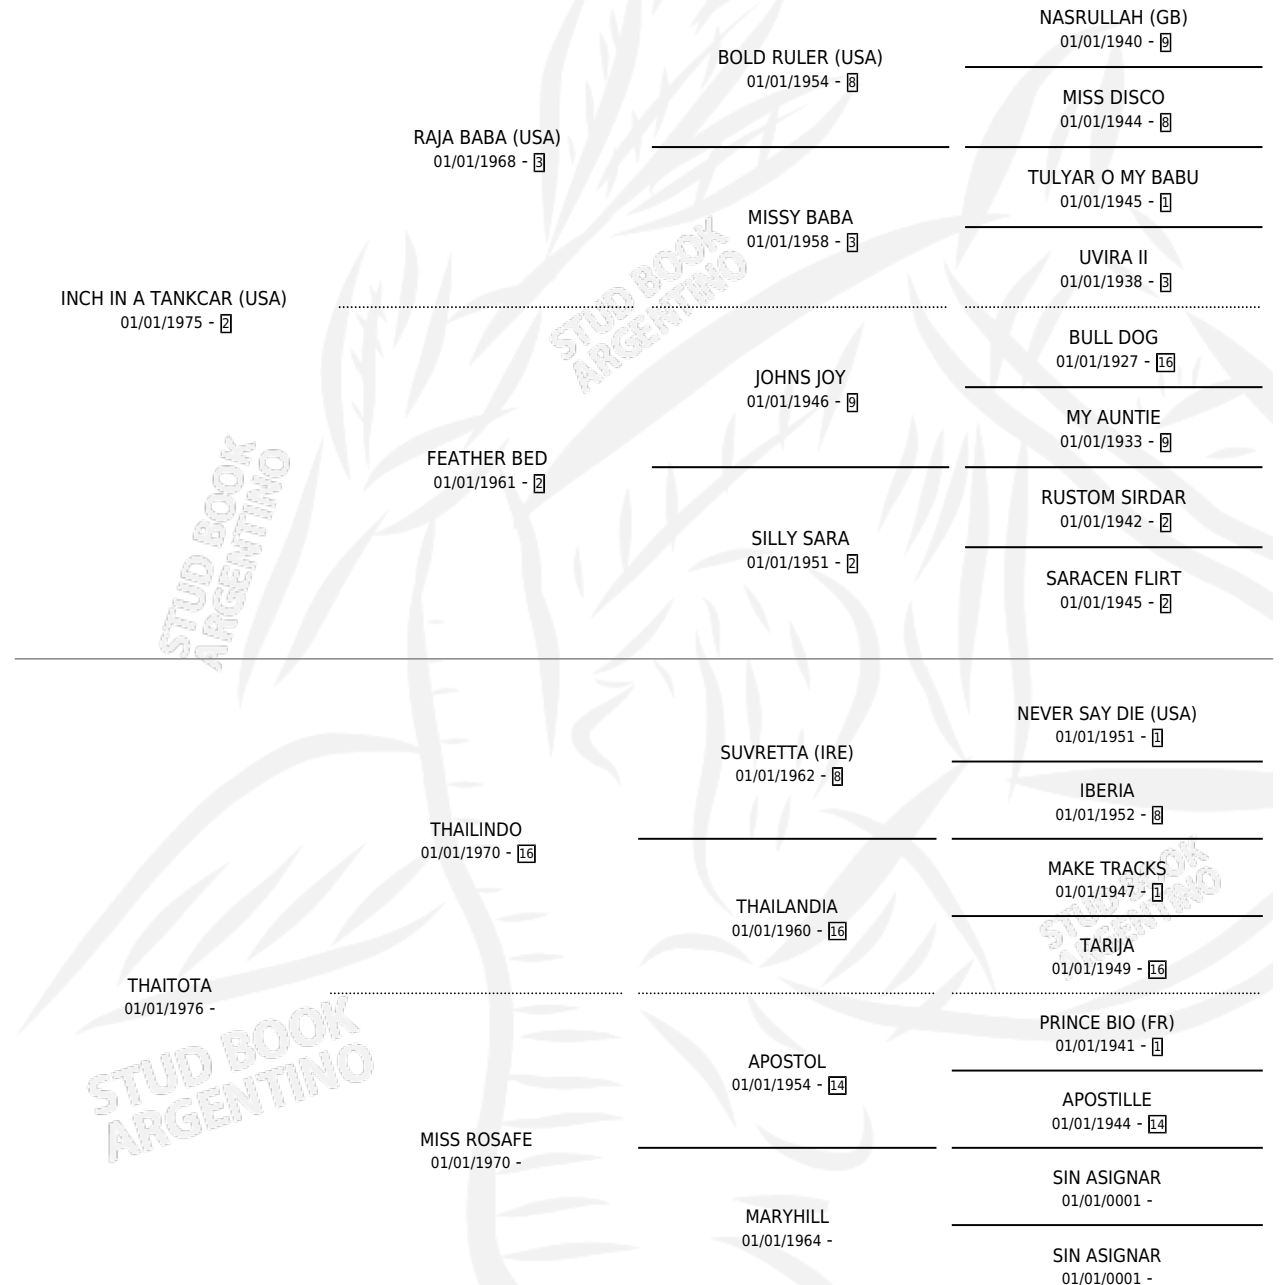 NASRULLAH (GB)
01/01/1940 - 9
BOLD RULER (USA)
01/01/1954 - 8
MISS DISCO
01/01/1944 - 8
RAJA BABA (USA)
01/01/1968 - 3
TULYAR O MY BABU
01/01/1945 - 1
MISSY BABA
01/01/1958 - 3
UVIRA II
01/01/1938 - 3
INCH IN A TANKCAR (USA)
01/01/1975 - 2
BULL DOG
01/01/1927 - 16
JOHNS JOY
01/01/1946 - 9
MY AUNTIE
01/01/1933 - 9
FEATHER BED
01/01/1961 - 2
RUSTOM SIRDAR
01/01/1942 - 2
SILLY SARA
01/01/1951 - 2
SARACEN FLIRT
01/01/1945 - 2
NEVER SAY DIE (USA)
01/01/1951 - 1
SUVRETTA (IRE)
01/01/1962 - 8
IBERIA
01/01/1952 - 8
THAILINDO
01/01/1970 - 16
MAKE TRACKS
01/01/1947 - 1
THAILANDIA
01/01/1960 - 16
TARIJA
01/01/1949 - 16
THAITOTA
01/01/1976 -
PRINCE BIO (FR)
01/01/1941 - 1
APOSTOL
01/01/1954 - 14
APOSTILLE
01/01/1944 - 14
MISS ROSAFE
01/01/1970 -
SIN ASIGNAR
01/01/0001 -
MARYHILL
01/01/1964 -
SIN ASIGNAR
01/01/0001 -
STUD BOOK
ARGENTINO
STUD BOOK
ARGENTINO
STUD BOOK
ARGENTINO
STUD BOOK
ARGENTINO